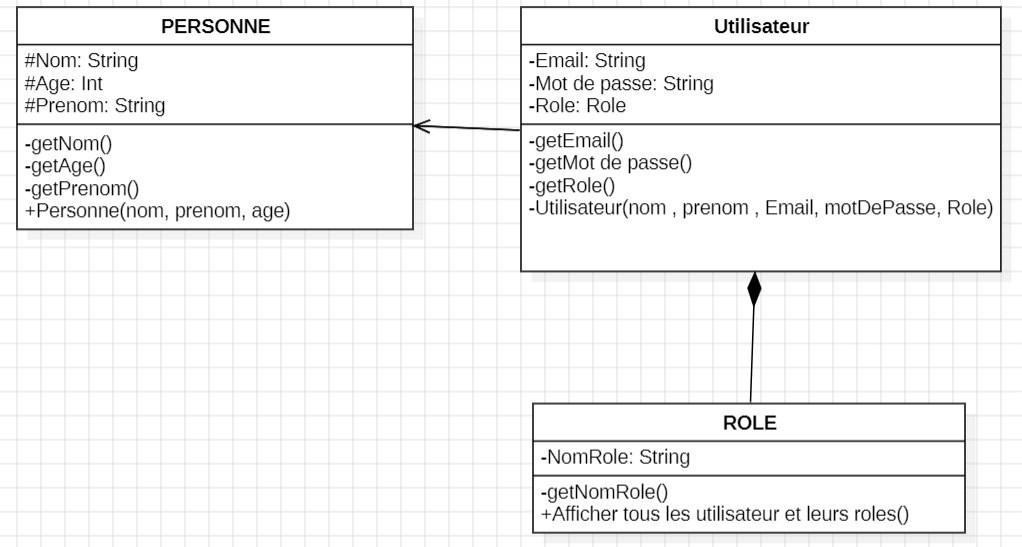 PERSONNE
#Nom: String
#Age: Int
#Prenom: String
-getNom()
-getAge()
-getPrenom()
+Personne(nom, prenom, age)
Utilisateur
-Email: String
-Mot de passe: String
-Role: Role
-getEmail()
-getMot de passe()
-getRole()
-Utilisateur(nom , prenom , Email, motDePasse, Role)
ROLE
-NomRole: String
-getNomRole()
+Afficher tous les utilisateur et leurs roles()